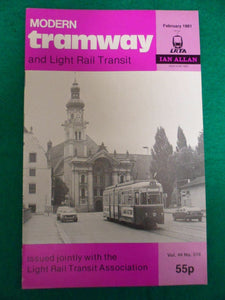 MODERN
tramway
and Light Rail Transit
February 1981
LRTA
IAN ALLAN
Issued jointly with the
Light Rail Transit Association
Vol. 44 No. 518
55p